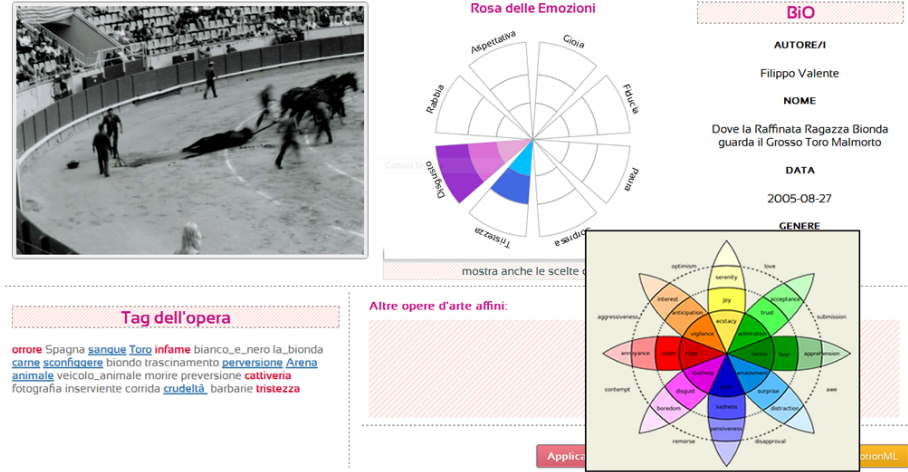 Rosa delle Emozioni
Aspettativa
Gioia
Rabbia
Fiducia
Disgusto
Paura
Tristezza
Sorpresa
mostra anche le scelte
BiO
AUTORE/I
Filippo Valente
NOME
Dove la Raffinata Ragazza Bionda
guarda il Grosso Toro Malmorto
DATA
2005-08-27
GENERE
Tag dell'opera
orrore Spagna sangue Toro infame bianco_e_nero la_bionda
carne sconfiggere biondo trascinamento perversione Arena
animale veicolo_animale morire preversione cattiveria
fotografia inserviente corrida crudeltà barbarie tristezza
Altre opere d'arte affini:
optimism
love
serenity
interest
joy
acceptance
anticipation
trust
aggressiveness
ecstacy
submission
vigilance
admiration
annoyance
anger
rage
terror
fear
apprehension
loathing
amazement
contempt
disgust
surprise
awe
boredom
sadness
distraction
pensiveness
remorse
disapproval
Applica
otionML